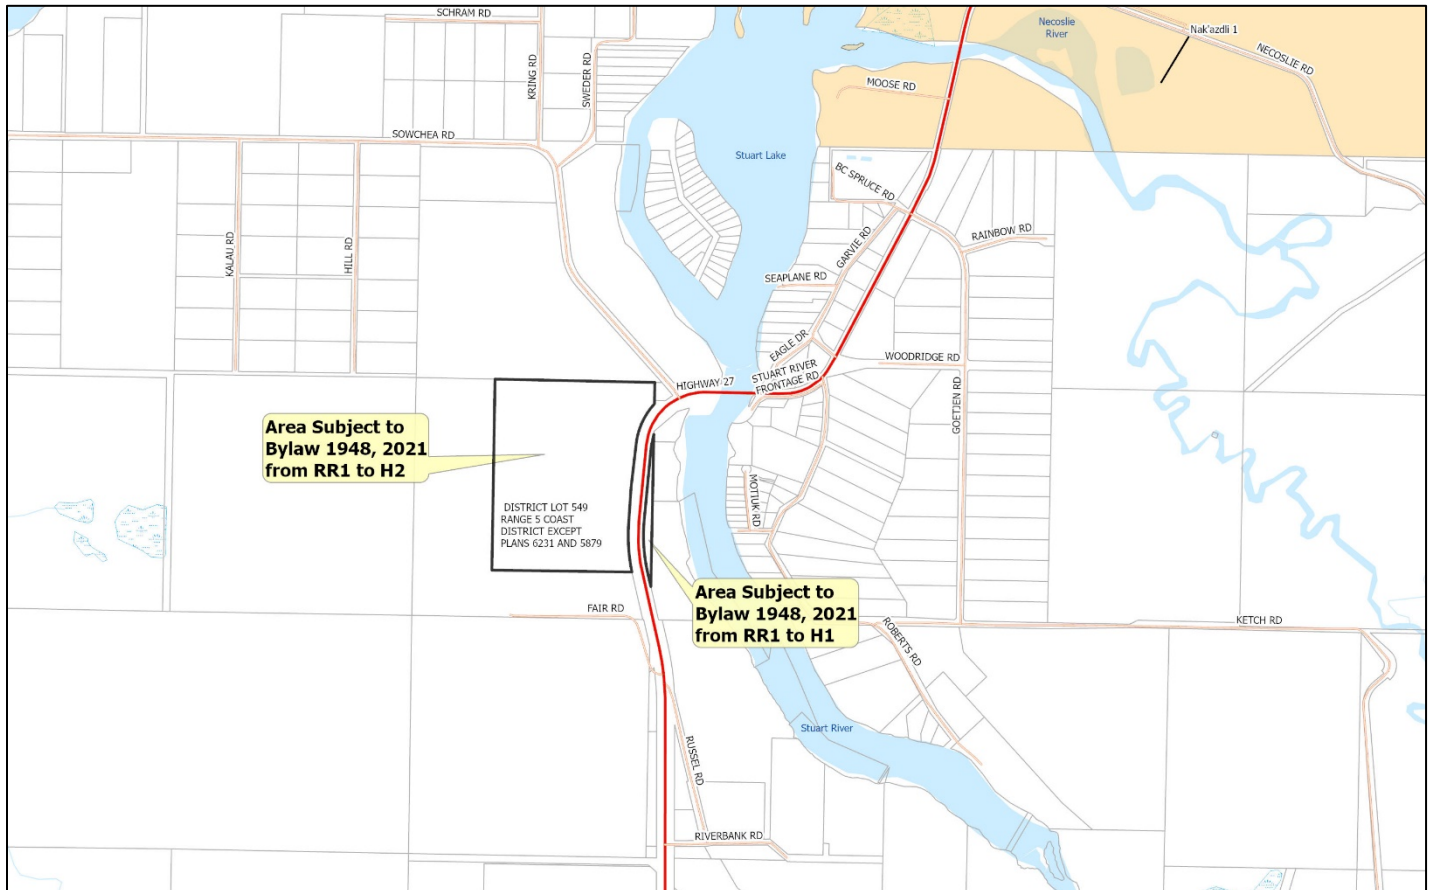 SCHRAM RD
Necoslie
River
Nak'azdli 1
NECOSLIE RD
KRING RD
SWEDER RD
MOOSE RD
SOWCHEA RD
Stuart Lake
BC SPRUCE RD
GARVIE RD
RAINBOW RD
KALAU RD
HILL RD
SEAPLANE RD
EAGLE DR
WOODRIDGE RD
HIGHWAY 27
STUART RIVER
FRONTAGE RD
GOETJEN RD
Area Subject to
Bylaw 1948, 2021
from RR1 to H2
MOTIUK RD
DISTRICT LOT 549
RANGE 5 COAST
DISTRICT EXCEPT
PLANS 6231 AND 5879
Area Subject to
Bylaw 1948, 2021
from RR1 to H1
FAIR RD
ROBERTS RD
KETCH RD
Stuart River
RUSSEL RD
RIVERBANK RD